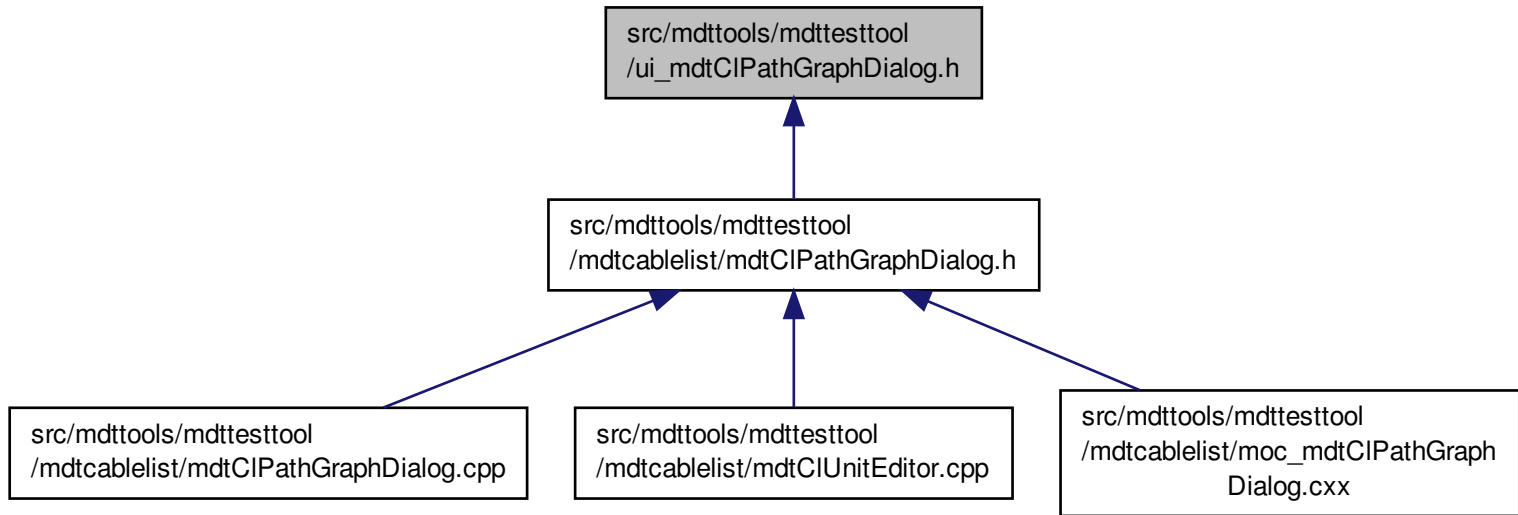 src/mdttools/mdttesttool
/ui_mdtClPathGraphDialog.h
src/mdttools/mdttesttool
/mdtcablelist/mdtClPathGraphDialog.h
src/mdttools/mdttesttool
/mdtcablelist/mdtClPathGraphDialog.cpp
src/mdttools/mdttesttool
/mdtcablelist/mdtClUnitEditor.cpp
src/mdttools/mdttesttool
/mdtcablelist/moc_mdtClPathGraph
Dialog.cxx